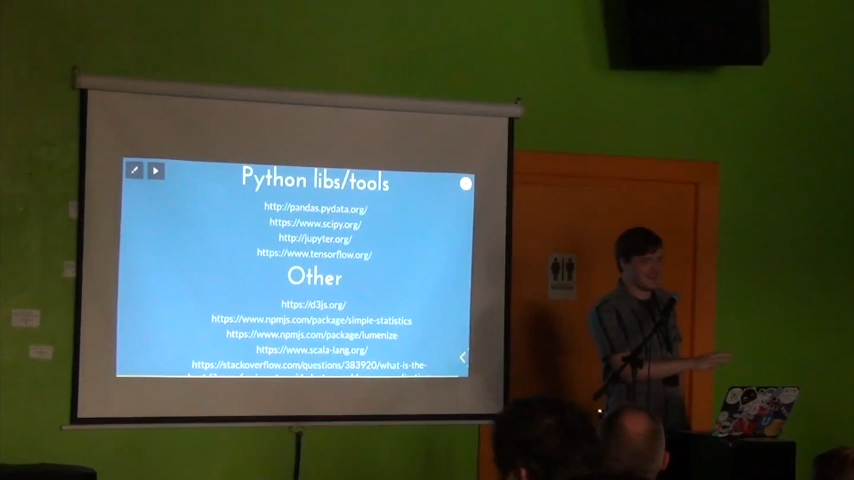 Python libs/tools
http://pandas.pydata.org/
https://www.scipy.org/
http://jupyter.org/
https://www.tensorflow.org/
Other
https://d3js.org/
https://www.npmjs.com/package/simple-statistics
https://www.npmjs.com/package/lumenize
https://www.scala-lang.org/
https://stackoverflow.com/questions/383920/what-is-the-